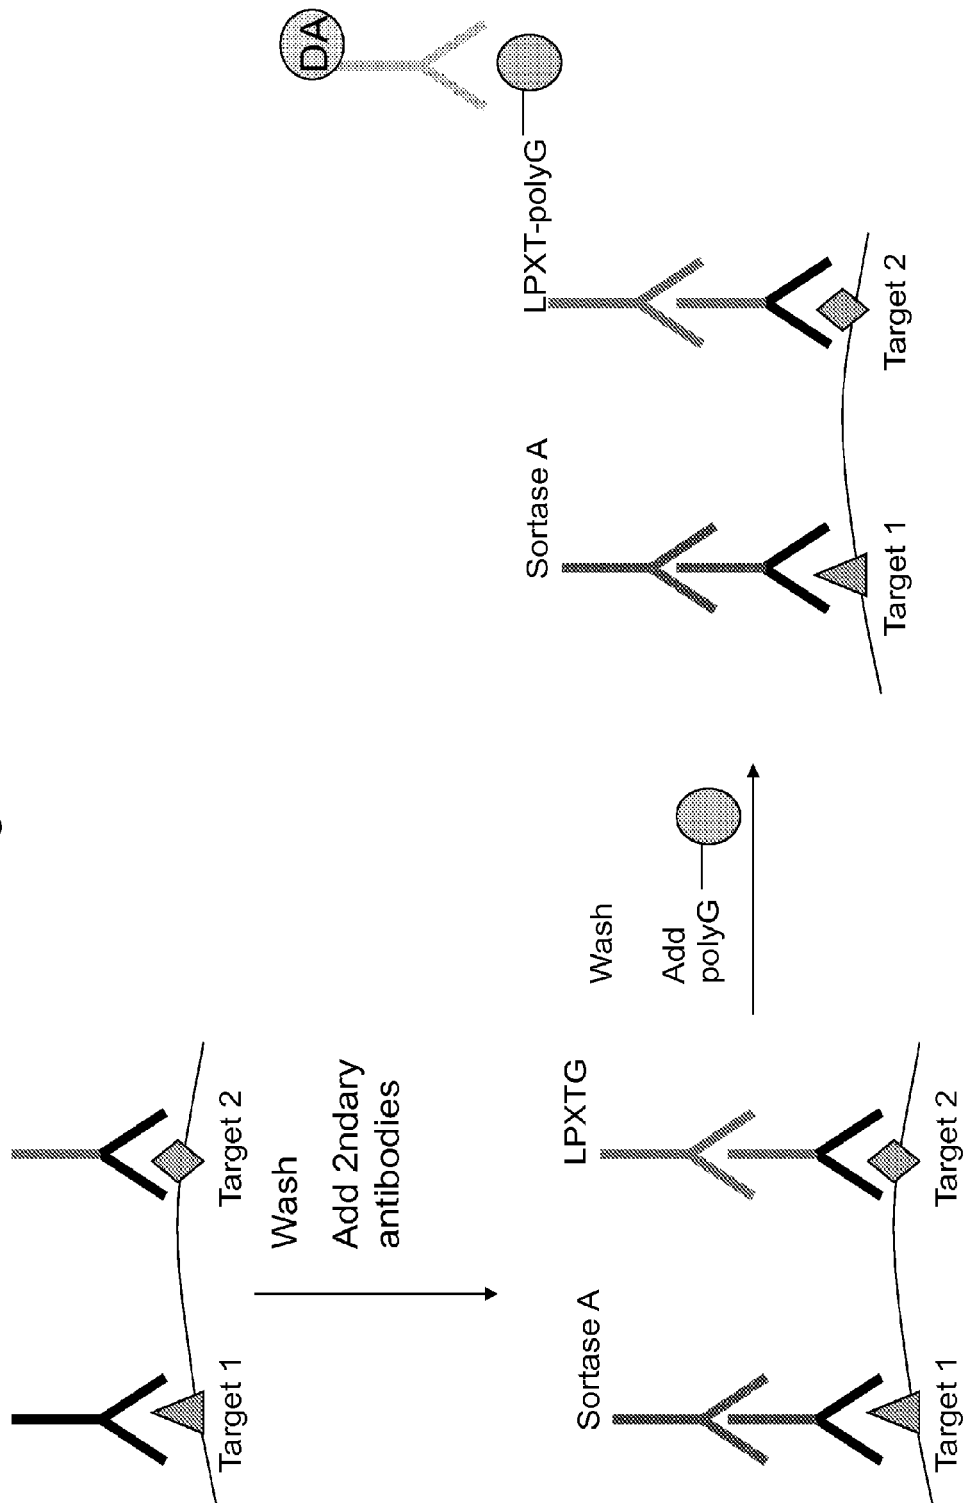 Target 1
Target 2
Wash
Add 2ndary
antibodies
Sortase A
LPXTG
Target 1
Target 2
Wash
Add
polyG
DA
Sortase A
LPXT-polyG
Target 1
Target 2